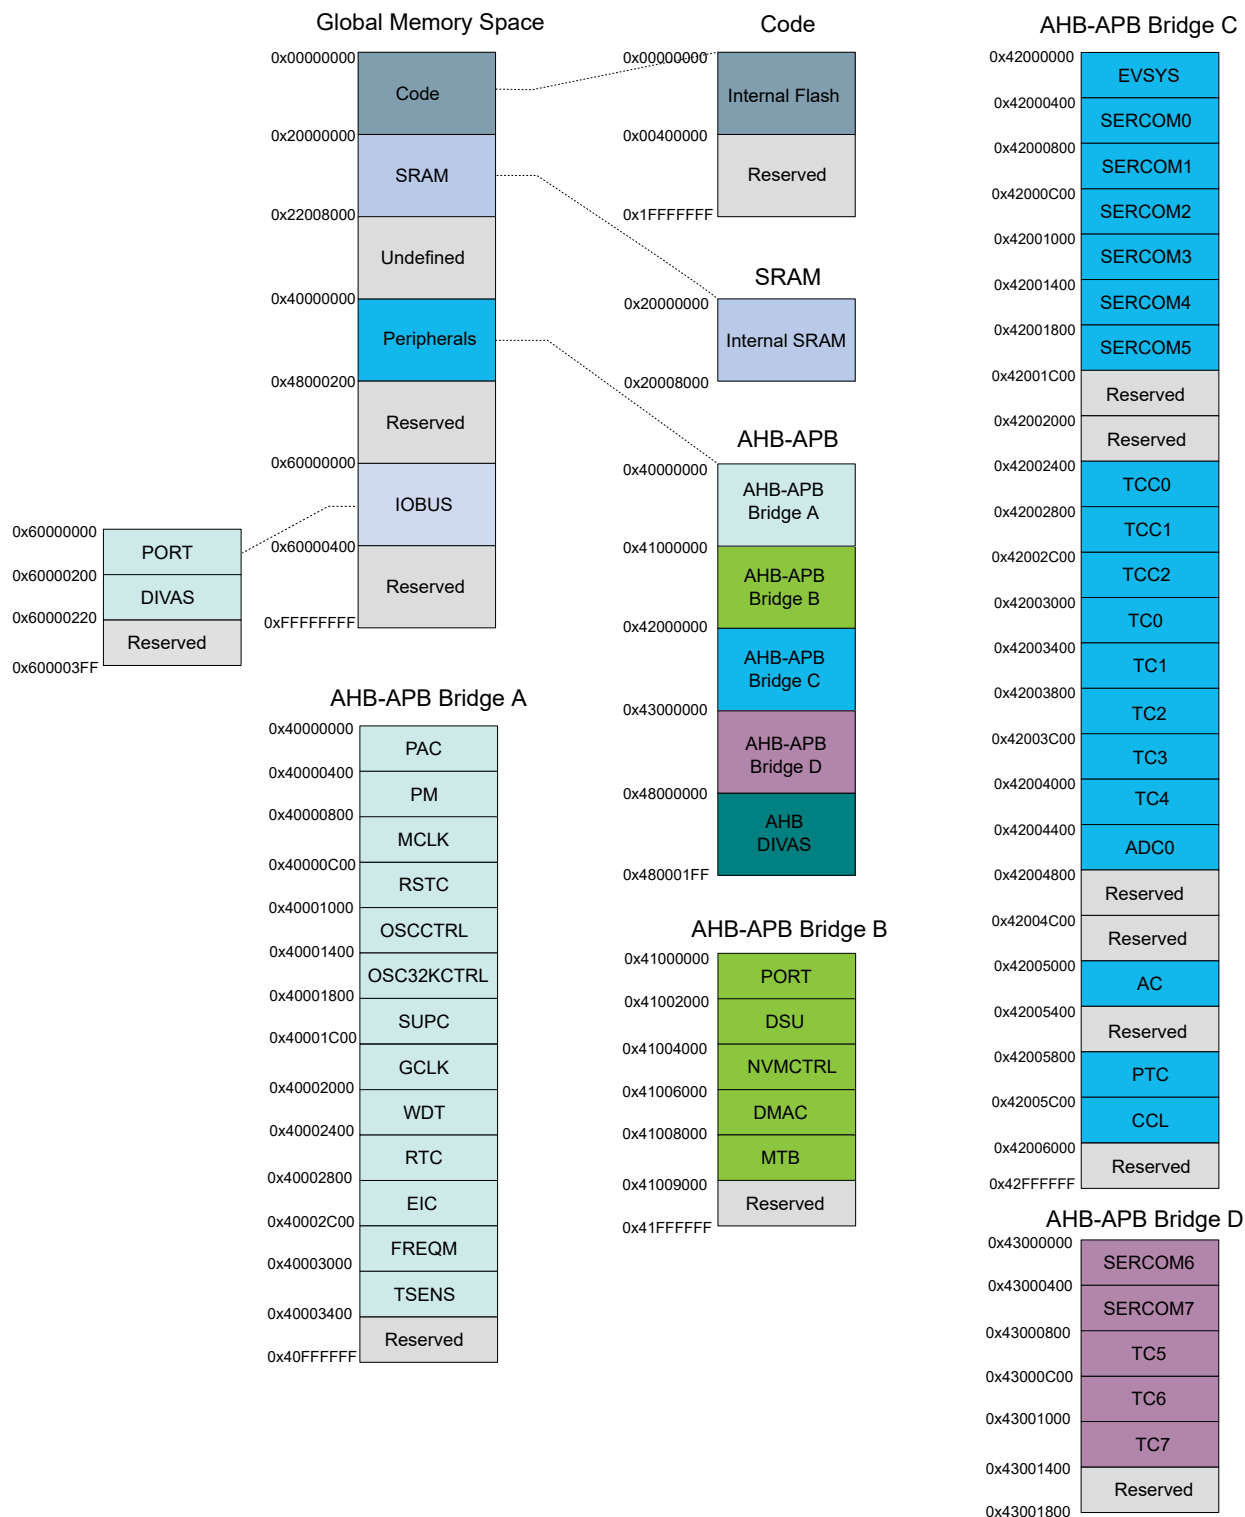 Global Memory Space
0x00000000
Code
0x20000000
SRAM
0x22008000
Undefined
0x40000000
Peripherals
0x48000200
Reserved
0x60000000
IOBUS
0x60000400
Reserved
0xFFFFFFFF
0x60000000
PORT
0x60000200
DIVAS
0x60000220
Reserved
0x600003FF
AHB-APB Bridge A
0x40000000
PAC
0x40000400
PM
0x40000800
MCLK
0x40000C00
RSTC
0x40001000
OSCCTRL
0x40001400
OSC32KCTRL
0x40001800
SUPC
0x40001C00
GCLK
0x40002000
WDT
0x40002400
RTC
0x40002800
EIC
0x40002C00
FREQM
0x40003000
TSENS
0x40003400
Reserved
0x40FFFFFF
Code
0x00000000
Internal Flash
0x00400000
Reserved
0x1FFFFFFF
SRAM
0x20000000
Internal SRAM
0x20008000
AHB-APB
0x40000000
AHB-APB
Bridge A
0x41000000
AHB-APB
Bridge B
0x42000000
AHB-APB
Bridge C
0x43000000
AHB-APB
Bridge D
0x48000000
AHB
DIVAS
0x480001FF
AHB-APB Bridge B
0x41000000
PORT
0x41002000
DSU
0x41004000
NVMCTRL
0x41006000
DMAC
0x41008000
MTB
0x41009000
Reserved
0x41FFFFFF
AHB-APB Bridge C
0x42000000
EVSYS
0x42000400
SERCOM0
0x42000800
SERCOM1
0x42000C00
SERCOM2
0x42001000
SERCOM3
0x42001400
SERCOM4
0x42001800
SERCOM5
0x42001C00
Reserved
0x42002000
Reserved
0x42002400
TCC0
0x42002800
TCC1
0x42002C00
TCC2
0x42003000
TC0
0x42003400
TC1
0x42003800
TC2
0x42003C00
TC3
0x42004000
TC4
0x42004400
ADC0
0x42004800
Reserved
0x42004C00
Reserved
0x42005000
AC
0x42005400
Reserved
0x42005800
PTC
0x42005C00
CCL
0x42006000
Reserved
0x42FFFFFF
AHB-APB Bridge D
0x43000000
SERCOM6
0x43000400
SERCOM7
0x43000800
TC5
0x43000C00
TC6
0x43001000
TC7
0x43001400
Reserved
0x43001800